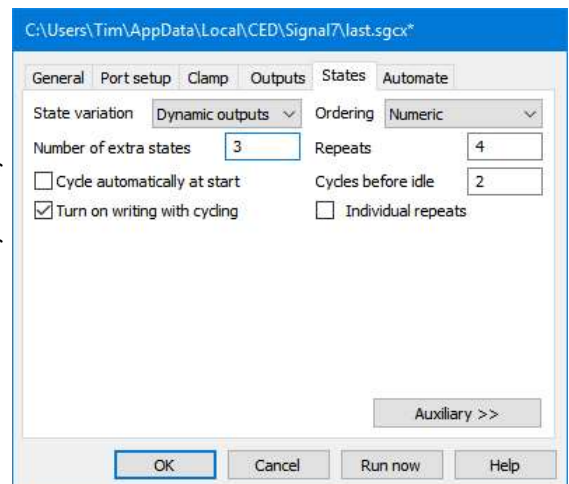 C:\Users\Tim\AppData\Local\CED\Signal7\last.sgcx*
General Port setup Clamp Outputs States Automate
State variation Dynamic outputs Ordering Numeric
Number of extra states 3 Repeats 4
Cycle automatically at start Cycles before idle 2
Turn on writing with cycling Individual repeats
Auxiliary >>
OK Cancel Run now Help